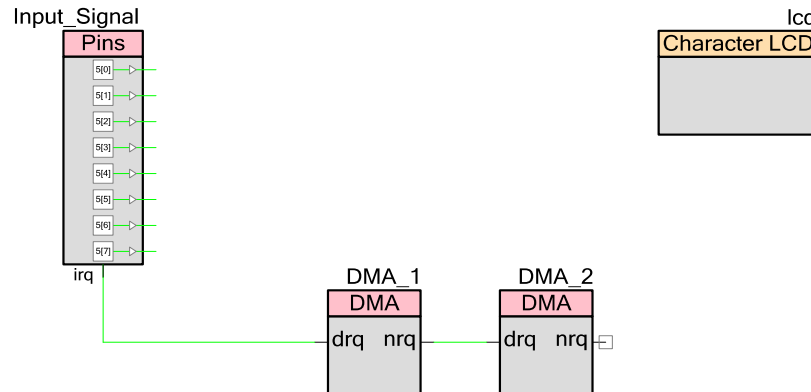 Input_Signal
Pins
5[0]
5[1]
5[2]
5[3]
5[4]
5[5]
5[6]
5[7]
irq
lcd
Character LCD
DMA_1
DMA
drq nrq
DMA_2
DMA
drq nrq